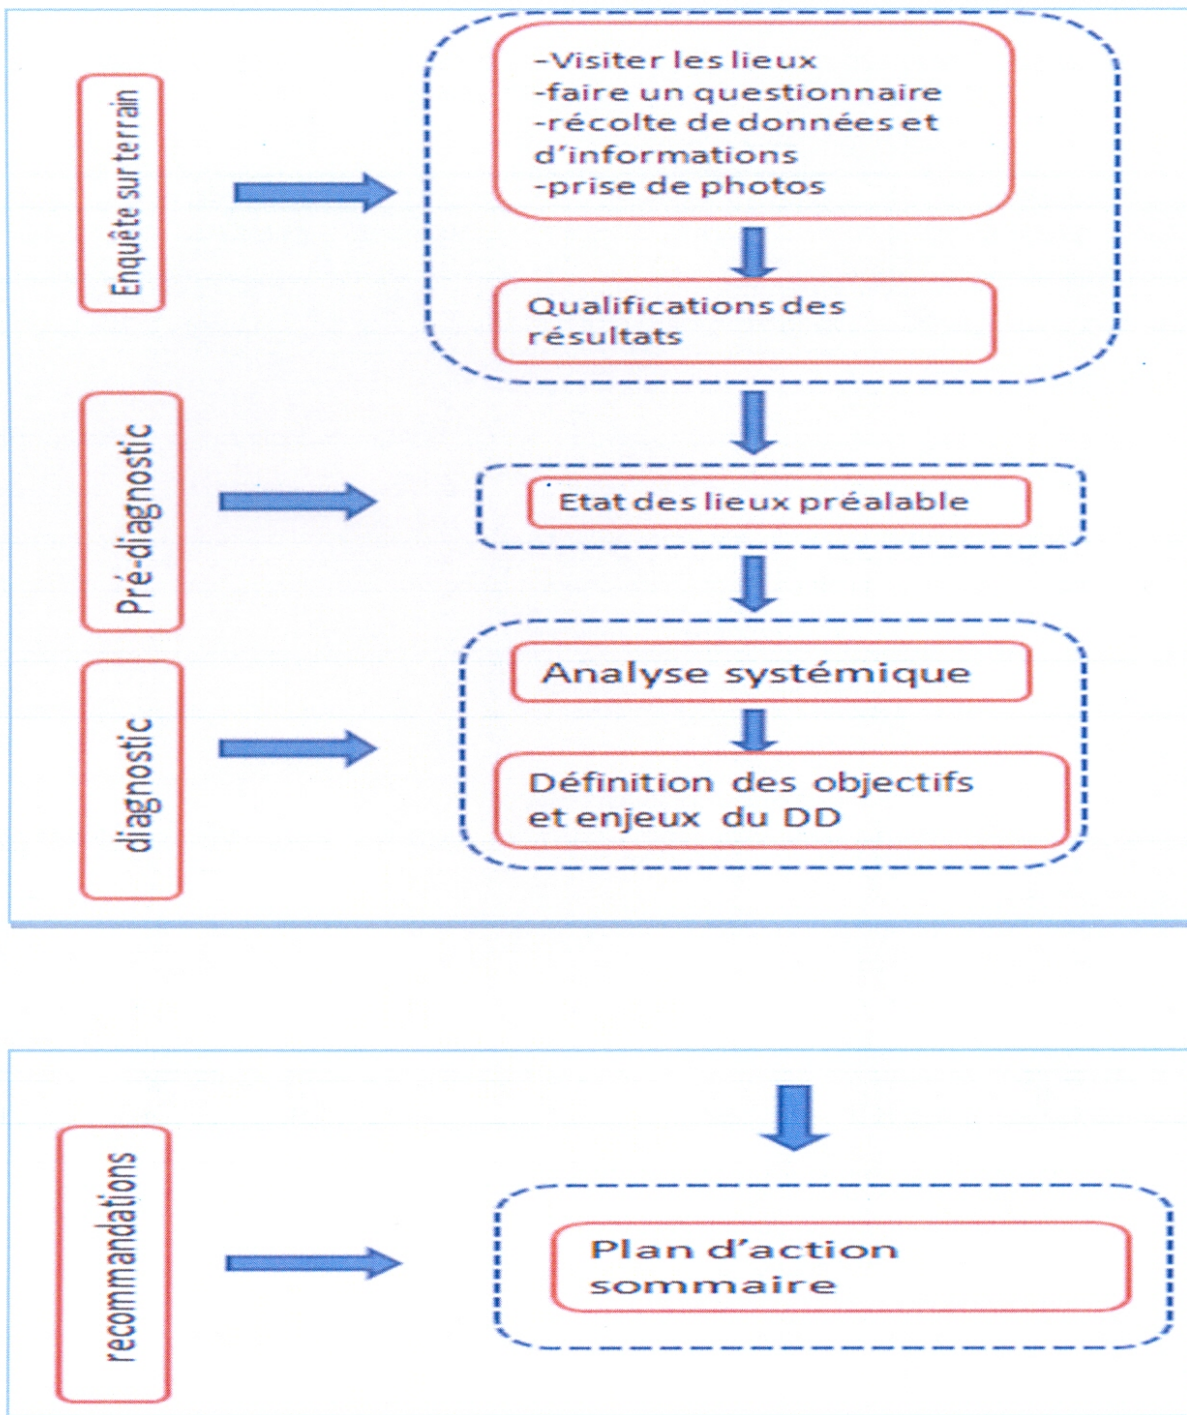 Enquête sur terrain
-Visiter les lieux
-faire un questionnaire
-récolte de données et
d'informations
-prise de photos
Qualifications des
résultats
Pré-diagnostic
Etat des lieux préalable
diagnostic
Analyse systémique
Définition des objectifs
et enjeux du DD
recommandations
Plan d'action
sommaire